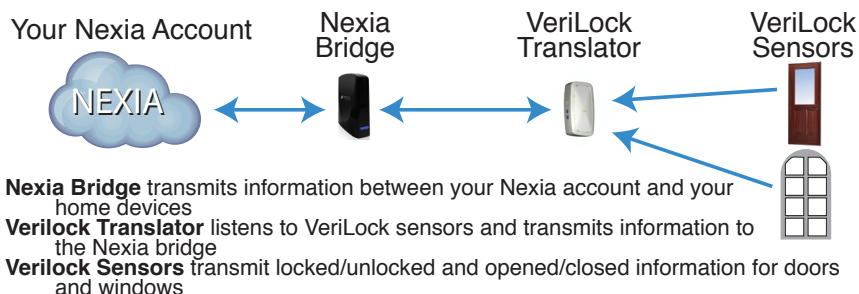 Your Nexia Account
Nexia
Bridge
VeriLock
Translator
VeriLock
Sensors
NEXIA
Nexia Bridge transmits information between your Nexia account and your
home devices
Verilock Translator listens to VeriLock sensors and transmits information to
the Nexia bridge
Verilock Sensors transmit locked/unlocked and opened/closed information for doors
and windows